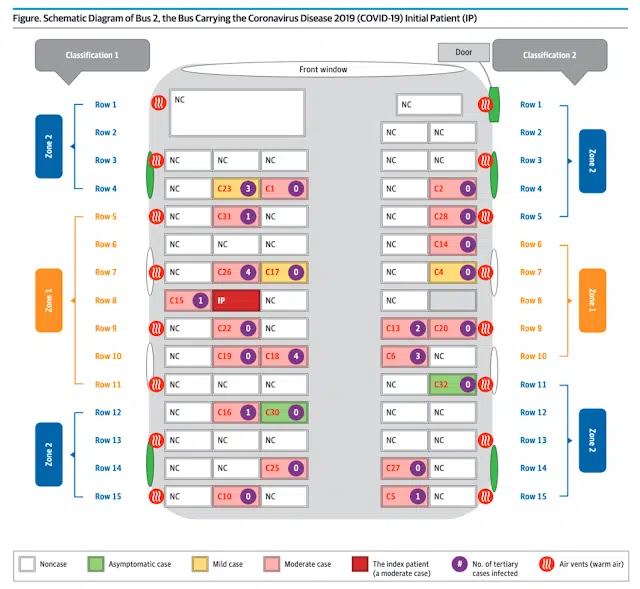 Figure. Schematic Diagram of Bus 2, the Bus Carrying the Coronavirus Disease 2019 (COVID-19) Initial Patient (IP)
Door
Classification 1
Classification 2
Front window
Row 1 NC NC Row 1
Row 2 NC NC Row 2
Row 3 NC NC NC NC NC Row 3
Row 4 NC C23 3 C1 0 NC C2 0 Row 4
Row 5 NC C31 1 NC NC C28 0 Row 5
Row 6 NC NC NC NC C14 0 Row 6
Row 7 NC C26 4 C17 0 NC C4 0 Row 7
Row 8 C15 1 IP NC NC Row 8
Row 9 NC C22 0 NC C13 2 C20 0 Row 9
Row 10 NC C19 0 C18 4 C6 3 NC Row 10
Row 11 NC NC NC NC C32 0 Row 11
Row 12 NC C16 1 C30 0 NC NC Row 12
Row 13 NC NC NC NC NC Row 13
Row 14 NC NC C25 0 C27 0 NC Row 14
Row 15 NC C10 0 NC C5 1 NC Row 15
Zone 2
Zone 1
Zone 2
Zone 2
Zone 1
Zone 2
Noncase
Asymptomatic case
Mild case
Moderate case
The index patient
(a moderate case)
# No. of tertiary
cases infected
Air vents (warm air)